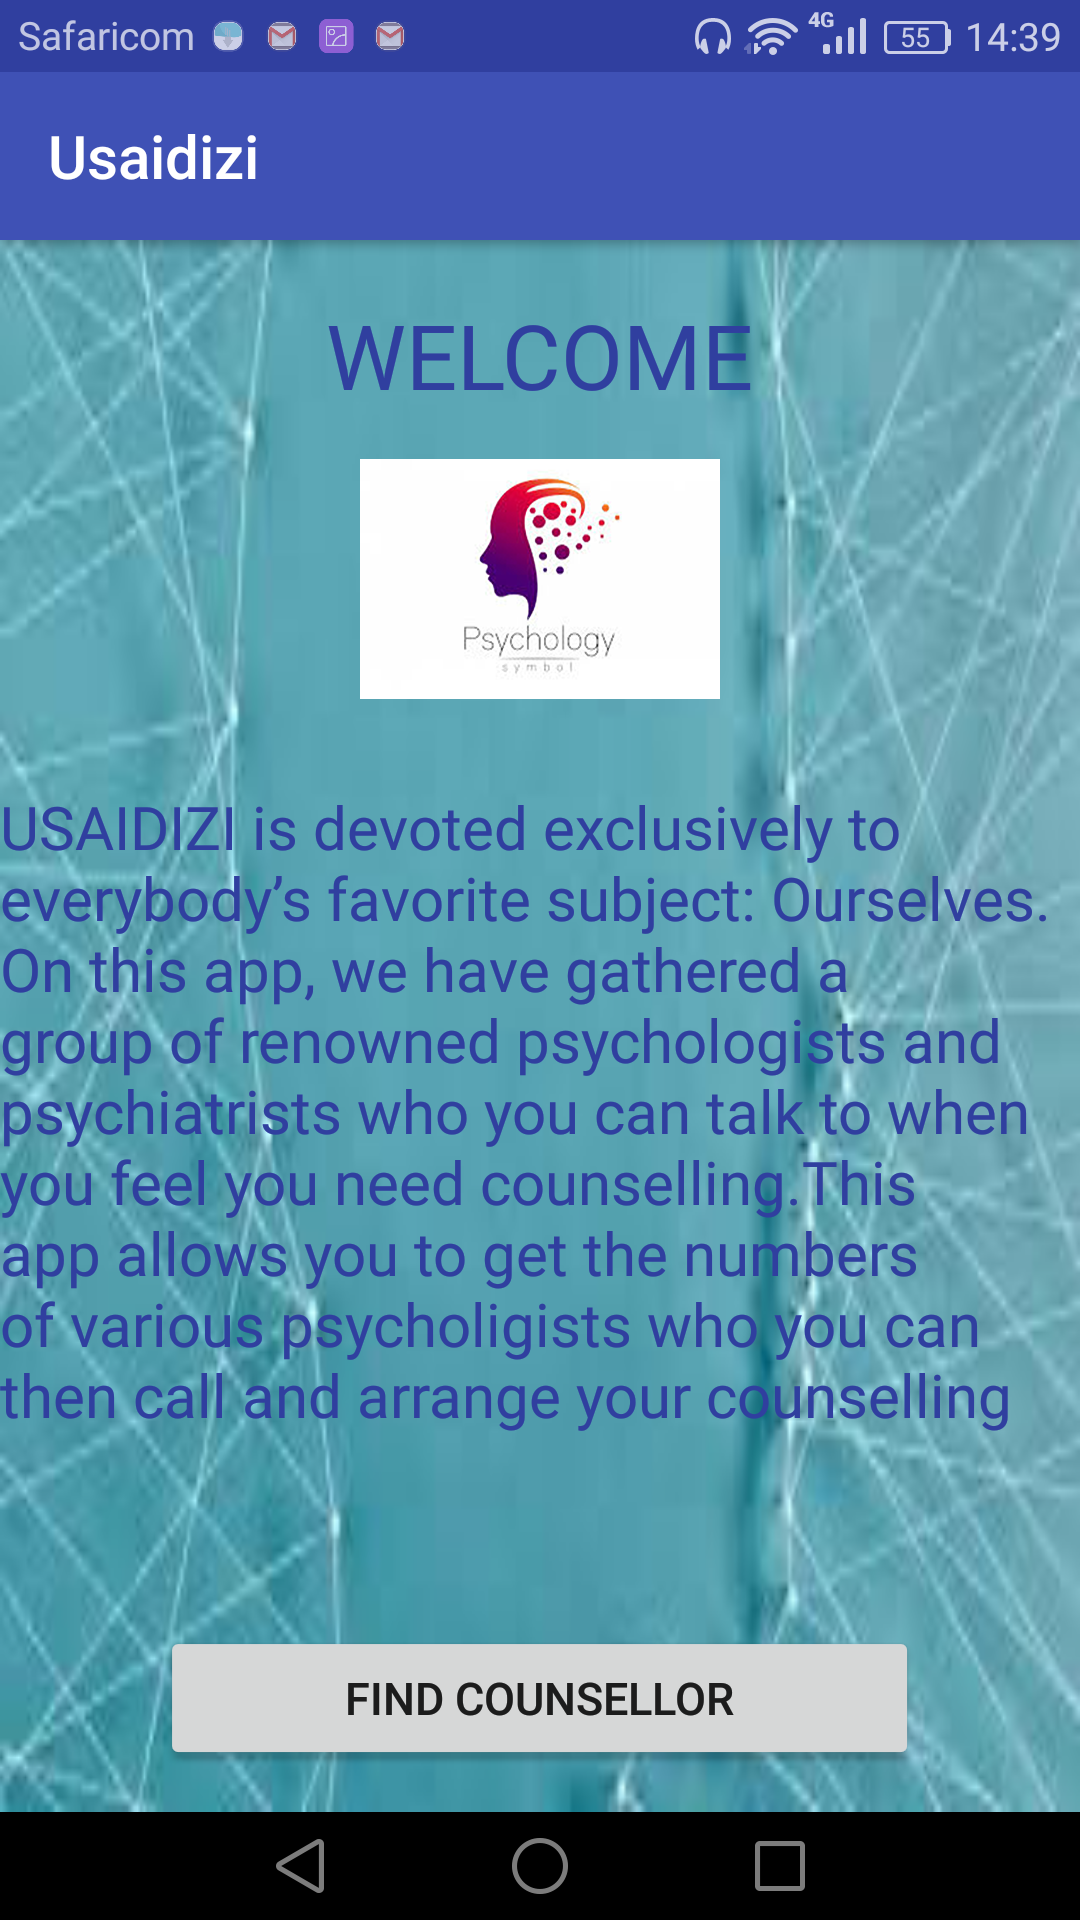 Safaricom 4G 55 14:39
Usaidizi
WELCOME
Psychology
symbol
USAIDIZI is devoted exclusively to
everybody’s favorite subject: Ourselves.
On this app, we have gathered a
group of renowned psychologists and
psychiatrists who you can talk to when
you feel you need counselling.This
app allows you to get the numbers
of various psycholigists who you can
then call and arrange your counselling
FIND COUNSELLOR